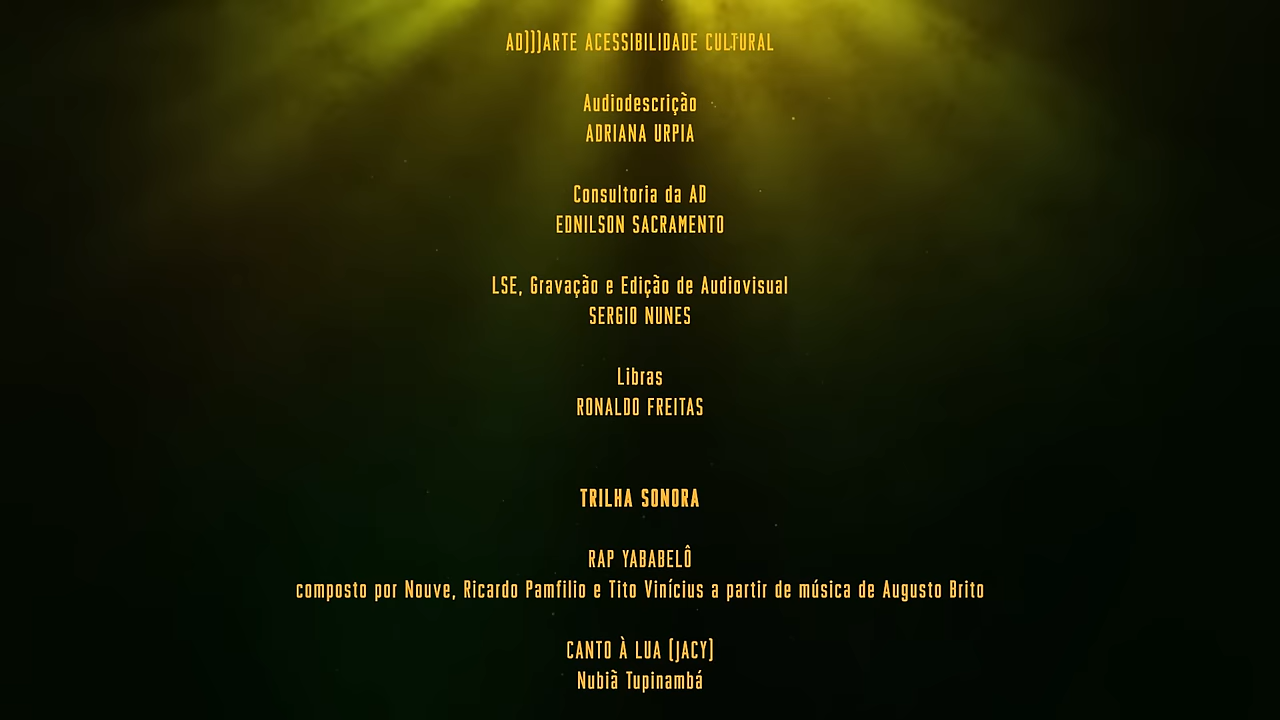 AD)))ARTE ACESSIBILIDADE CULTURAL
Audiodescrição
ADRIANA URPIA
Consultoria da AD
EDNILSON SACRAMENTO
LSE, Gravação e Edição de Audiovisual
SERGIO NUNES
Libras
RONALDO FREITAS
TRILHA SONORA
RAP YABABELÔ
composto por Nouve, Ricardo Pamfilio e Tito Vinícius a partir de música de Augusto Brito
CANTO À LUA (JACY)
Nubiã Tupinambá